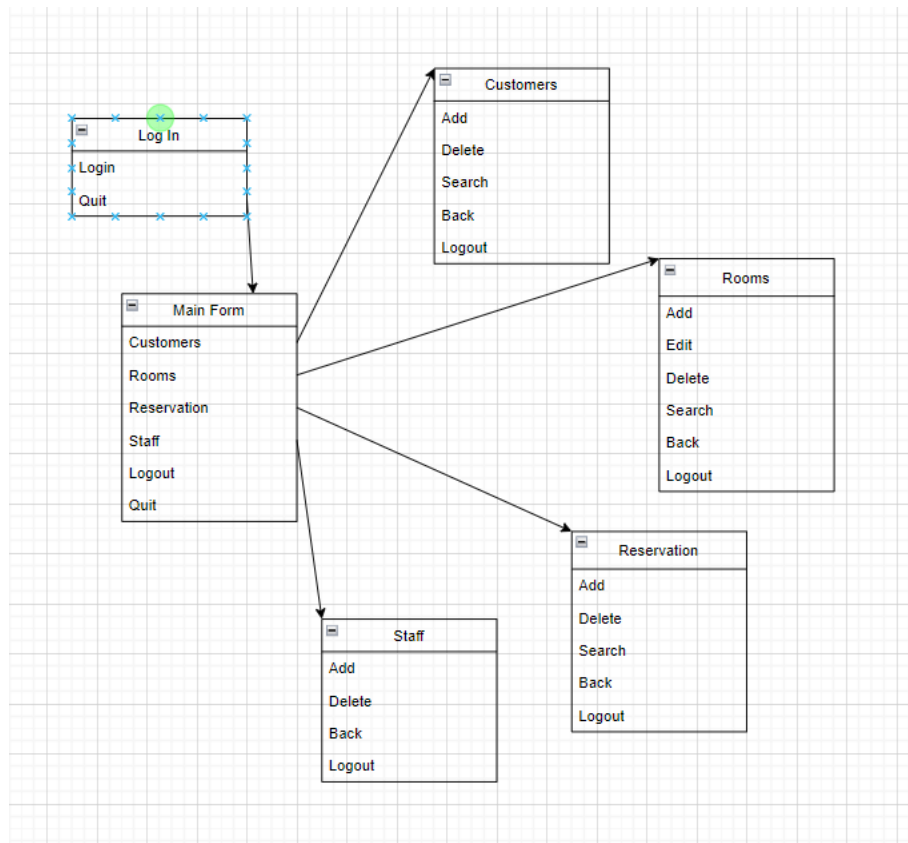 Log In
Login
Quit
Main Form
Customers
Rooms
Reservation
Staff
Logout
Quit
Customers
Add
Delete
Search
Back
Logout
Rooms
Add
Edit
Delete
Search
Back
Logout
Reservation
Add
Delete
Search
Back
Logout
Staff
Add
Delete
Back
Logout